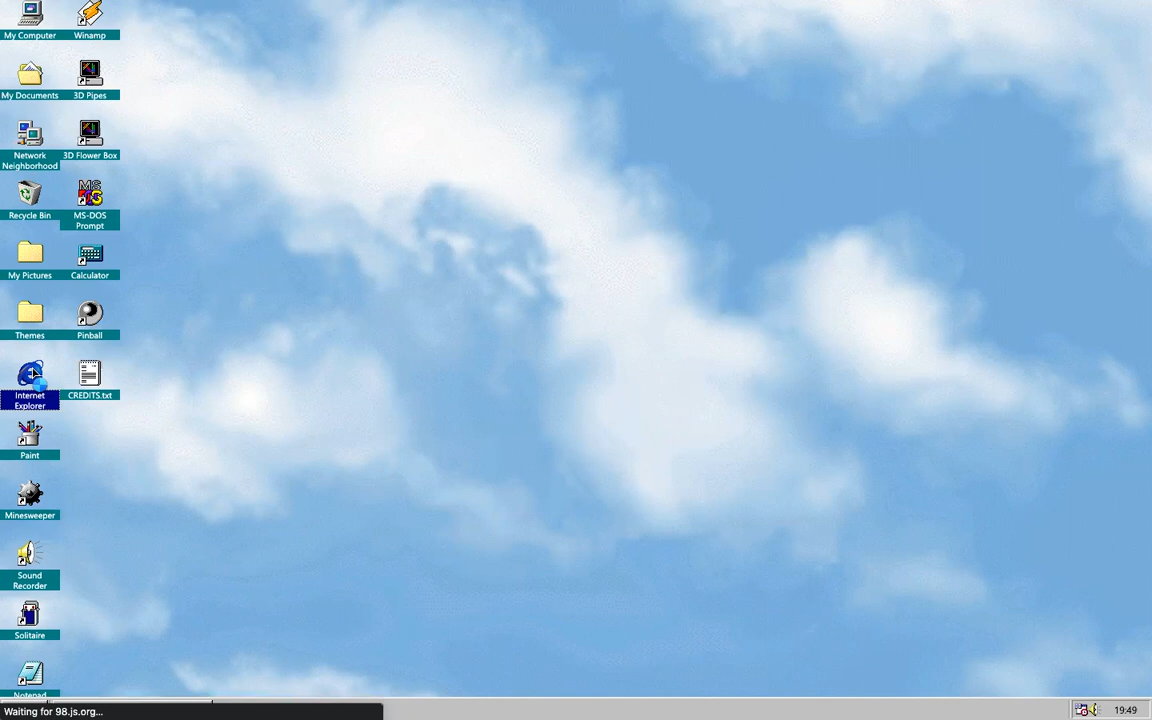 My Computer
Winamp
My Documents
3D Pipes
Network
Neighborhood
3D Flower Box
Recycle Bin
MS-DOS
Prompt
My Pictures
Calculator
Themes
Pinball
Internet
Explorer
CREDITS.txt
Paint
Minesweeper
Sound
Recorder
Solitaire
Notepad
Waiting for 98.js.org...
19:49